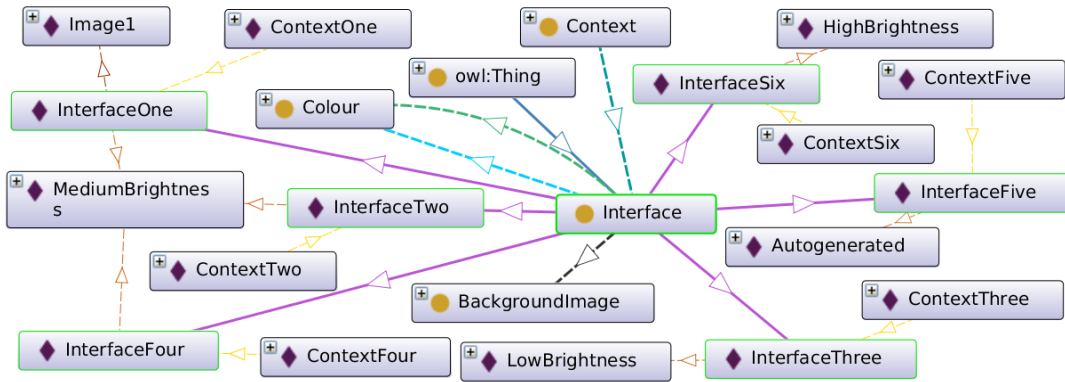 Image1
ContextOne
Context
HighBrightness
owl:Thing
InterfaceSix
ContextFive
InterfaceOne
Colour
ContextSix
MediumBrightnes
s
InterfaceTwo
Interface
InterfaceFive
Autogenerated
ContextTwo
BackgroundImage
ContextThree
InterfaceFour
ContextFour
LowBrightness
InterfaceThree